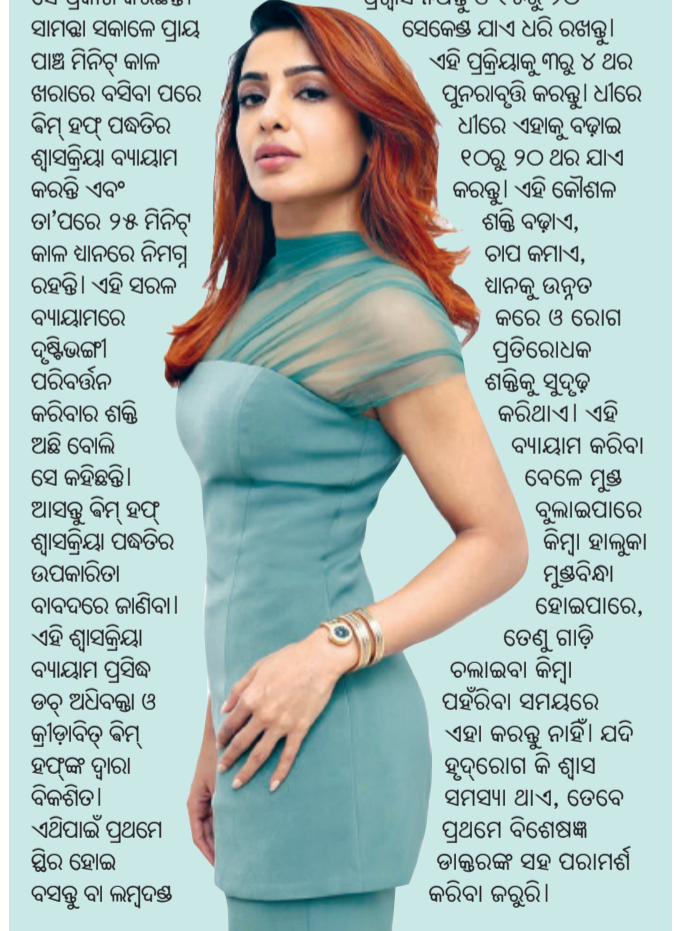 ସାମନ୍ଥା ସକାଳେ ପ୍ରାୟ
ପାଞ୍ଚ ମିନିଟ୍ କାଳ
ଖରାରେ ବସିବା ପରେ
ଵିମ୍ ହଫ୍ ପଦ୍ଧତିର
ଶ୍ୱାସକ୍ରିୟା ବ୍ୟାୟାମ
କରନ୍ତି ଏବଂ
ତା'ପରେ ୨୫ ମିନିଟ୍
କାଳ ଧ୍ୟାନରେ ନିମଗ୍ନ
ରହନ୍ତି। ଏହି ସରଳ
ବ୍ୟାୟାମରେ
ଦୃଷ୍ଟିଭଙ୍ଗୀ
ପରିବର୍ତ୍ତନ
କରିବାର ଶକ୍ତି
ଅଛି ବୋଲି
ସେ କହିଛନ୍ତି।
ଆସନ୍ତୁ ଵିମ୍ ହଫ୍
ଶ୍ୱାସକ୍ରିୟା ପଦ୍ଧତିର
ଉପକାରିତା
ବାବଦରେ ଜାଣିବା।
ଏହି ଶ୍ୱାସକ୍ରିୟା
ବ୍ୟାୟାମ ପ୍ରସିଦ୍ଧ
ଡଚ୍ ଅଧିବକ୍ତା ଓ
କ୍ରୀଡ଼ାବିତ୍ ଵିମ୍
ହଫ୍‌ଙ୍କ ଦ୍ୱାରା
ବିକଶିତ।
ଏଥିପାଇଁ ପ୍ରଥମେ
ସ୍ଥିର ହୋଇ
ବସନ୍ତୁ ବା ଲମ୍ବଦଣ୍ଡ
ସେକେଣ୍ଡ ଯାଏ ଧରି ରଖନ୍ତୁ।
ଏହି ପ୍ରକ୍ରିୟାକୁ ୩ରୁ ୪ ଥର
ପୁନରାବୃତ୍ତି କରନ୍ତୁ। ଧୀରେ
ଧୀରେ ଏହାକୁ ବଢ଼ାଇ
୧୦ରୁ ୨୦ ଥର ଯାଏ
କରନ୍ତୁ। ଏହି କୌଶଳ
ଶକ୍ତି ବଢ଼ାଏ,
ଚାପ କମାଏ,
ଧ୍ୟାନକୁ ଉନ୍ନତ
କରେ ଓ ରୋଗ
ପ୍ରତିରୋଧକ
ଶକ୍ତିକୁ ସୁଦୃଢ଼
କରିଥାଏ। ଏହି
ବ୍ୟାୟାମ କରିବା
ବେଳେ ମୁଣ୍ଡ
ବୁଲାଇପାରେ
କିମ୍ବା ହାଲୁକା
ମୁଣ୍ଡବିନ୍ଧା
ହୋଇପାରେ,
ତେଣୁ ଗାଡ଼ି
ଚଲାଇବା କିମ୍ବା
ପହଁରିବା ସମୟରେ
ଏହା କରନ୍ତୁ ନାହିଁ। ଯଦି
ହୃଦ୍‌ରୋଗ କି ଶ୍ୱାସ
ସମସ୍ୟା ଥାଏ, ତେବେ
ପ୍ରଥମେ ବିଶେଷଜ୍ଞ
ଡାକ୍ତରଙ୍କ ସହ ପରାମର୍ଶ
କରିବା ଜରୁରି।